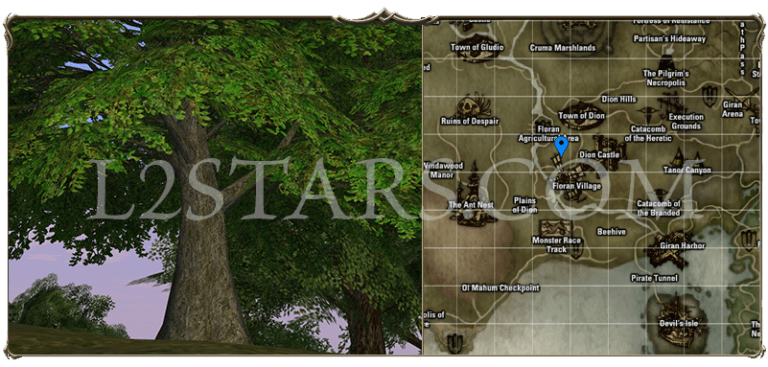 L2STARS.COM
Castle
Fortress of Resistance
Town of Gludio
Cruma Marshlands
Partisan's Hideaway
The Pilgrim's
Necropolis
Dion Hills
Giran
Arena
Ruins of Despair
Town of Dion
Execution
Grounds
Floran
Agricultural Area
Catacomb
of the Heretic
Dion Castle
Windawood
Manor
Tanor Canyon
Floran Village
The Ant Nest
Plains
of Dion
Catacomb of
the Branded
Beehive
Monster Race
Track
Giran Harbor
Pirate Tunnel
Ol Mahum Checkpoint
Devil's Isle